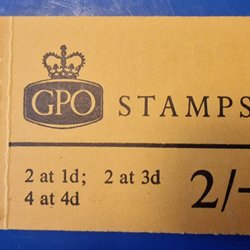 GPO STAMPS
2 at 1d; 2 at 3d
4 at 4d
2/-